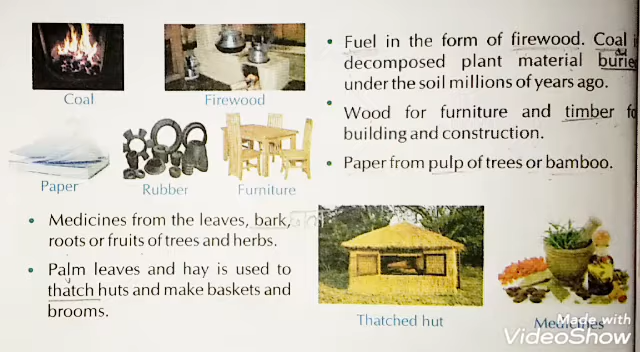 Coal
Firewood
Paper
Rubber
Furniture
• Fuel in the form of firewood. Coal
decomposed plant material
under the soil millions of years ago.
• Wood for furniture and timber
building and construction.
• Paper from pulp of trees or bamboo.
• Medicines from the leaves, bark,
roots or fruits of trees and herbs.
• Palm leaves and hay is used to
thatch huts and make baskets and
brooms.
Thatched hut
Medicines
Made with
VideoShow